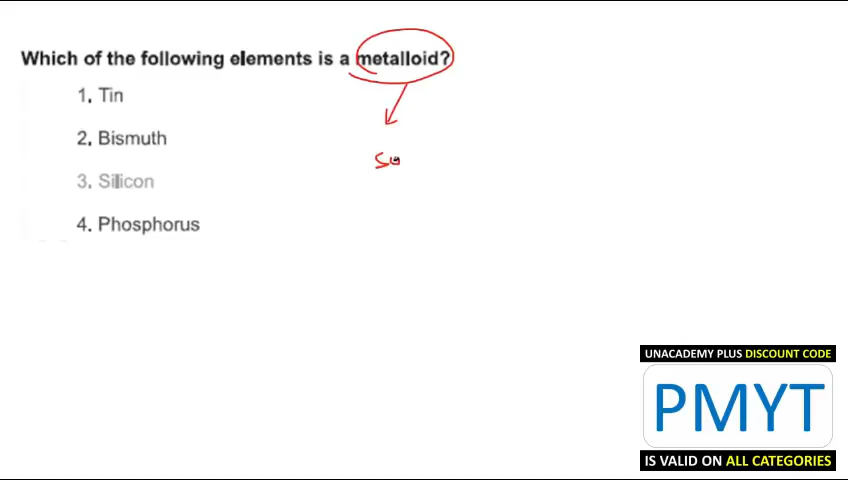 Which of the following elements is a metalloid?
1. Tin
2. Bismuth
3. Silicon
4. Phosphorus
UNACADEMY PLUS DISCOUNT CODE
PMYT
IS VALID ON ALL CATEGORIES